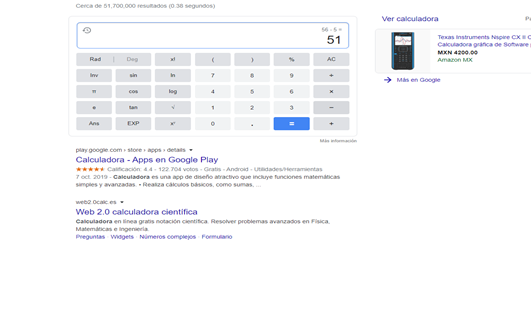 Cerca de 51,700,000 resultados (0.36 segundos)
56 - 5 =
51
Rad | Deg x! ( ) % AC
Inv sin ln 7 8 9 ÷
π cos log 4 5 6 ×
e tan √ 1 2 3 −
Ans EXP xʸ 0 . = +
Más información
play.google.com › store › apps › details
Calculadora - Apps en Google Play
Calificación: 4.4 - 122.704 votos - Gratis - Android - Utilidades/Herramientas
7 oct. 2019 - Calculadora es una app de diseño atractivo que incluye funciones matemáticas
simples y avanzadas. • Realiza cálculos básicos, como sumas, ...
web2.0calc.es
Web 2.0 calculadora científica
Calculadora en línea gratis notación científica. Resolver problemas avanzados en Física,
Matemáticas e Ingeniería.
Preguntas · Widgets · Números complejos · Formulario
Ver calculadora
Texas Instruments Nspire CX II C
Calculadora gráfica de Software
MXN 4200.00
Amazon MX
Más en Google